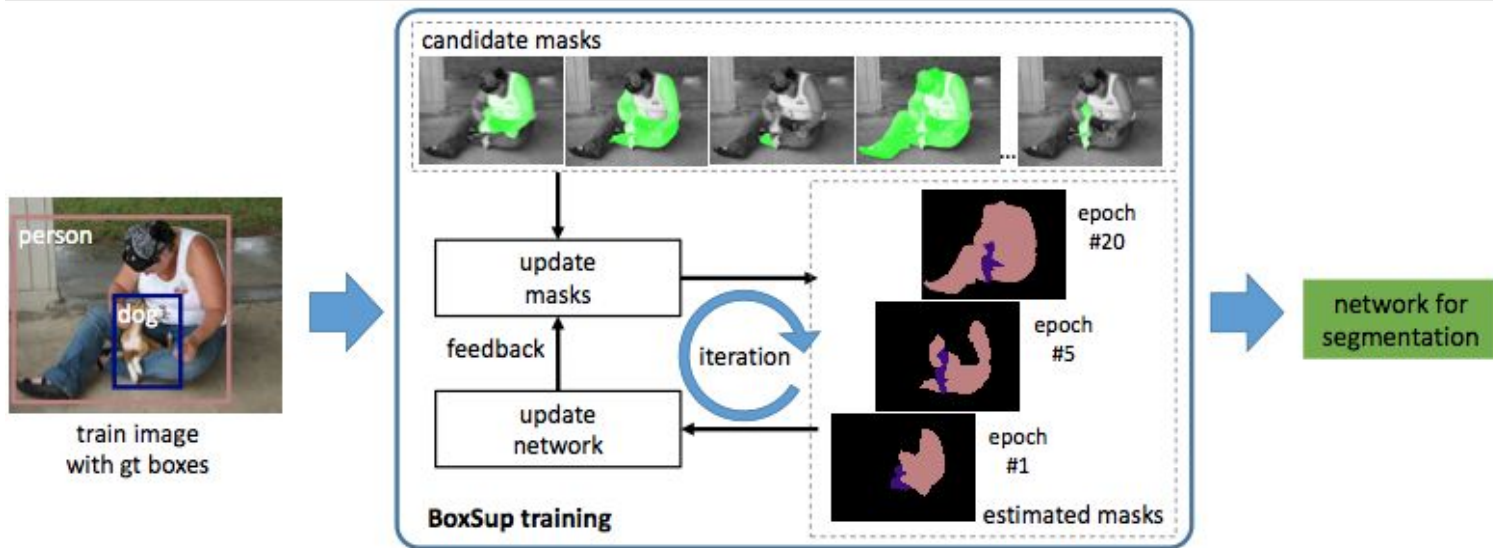 candidate masks
...
person
dog
train image
with gt boxes
update
masks
feedback
iteration
update
network
BoxSup training
epoch
#20
epoch
#5
epoch
#1
estimated masks
network for
segmentation